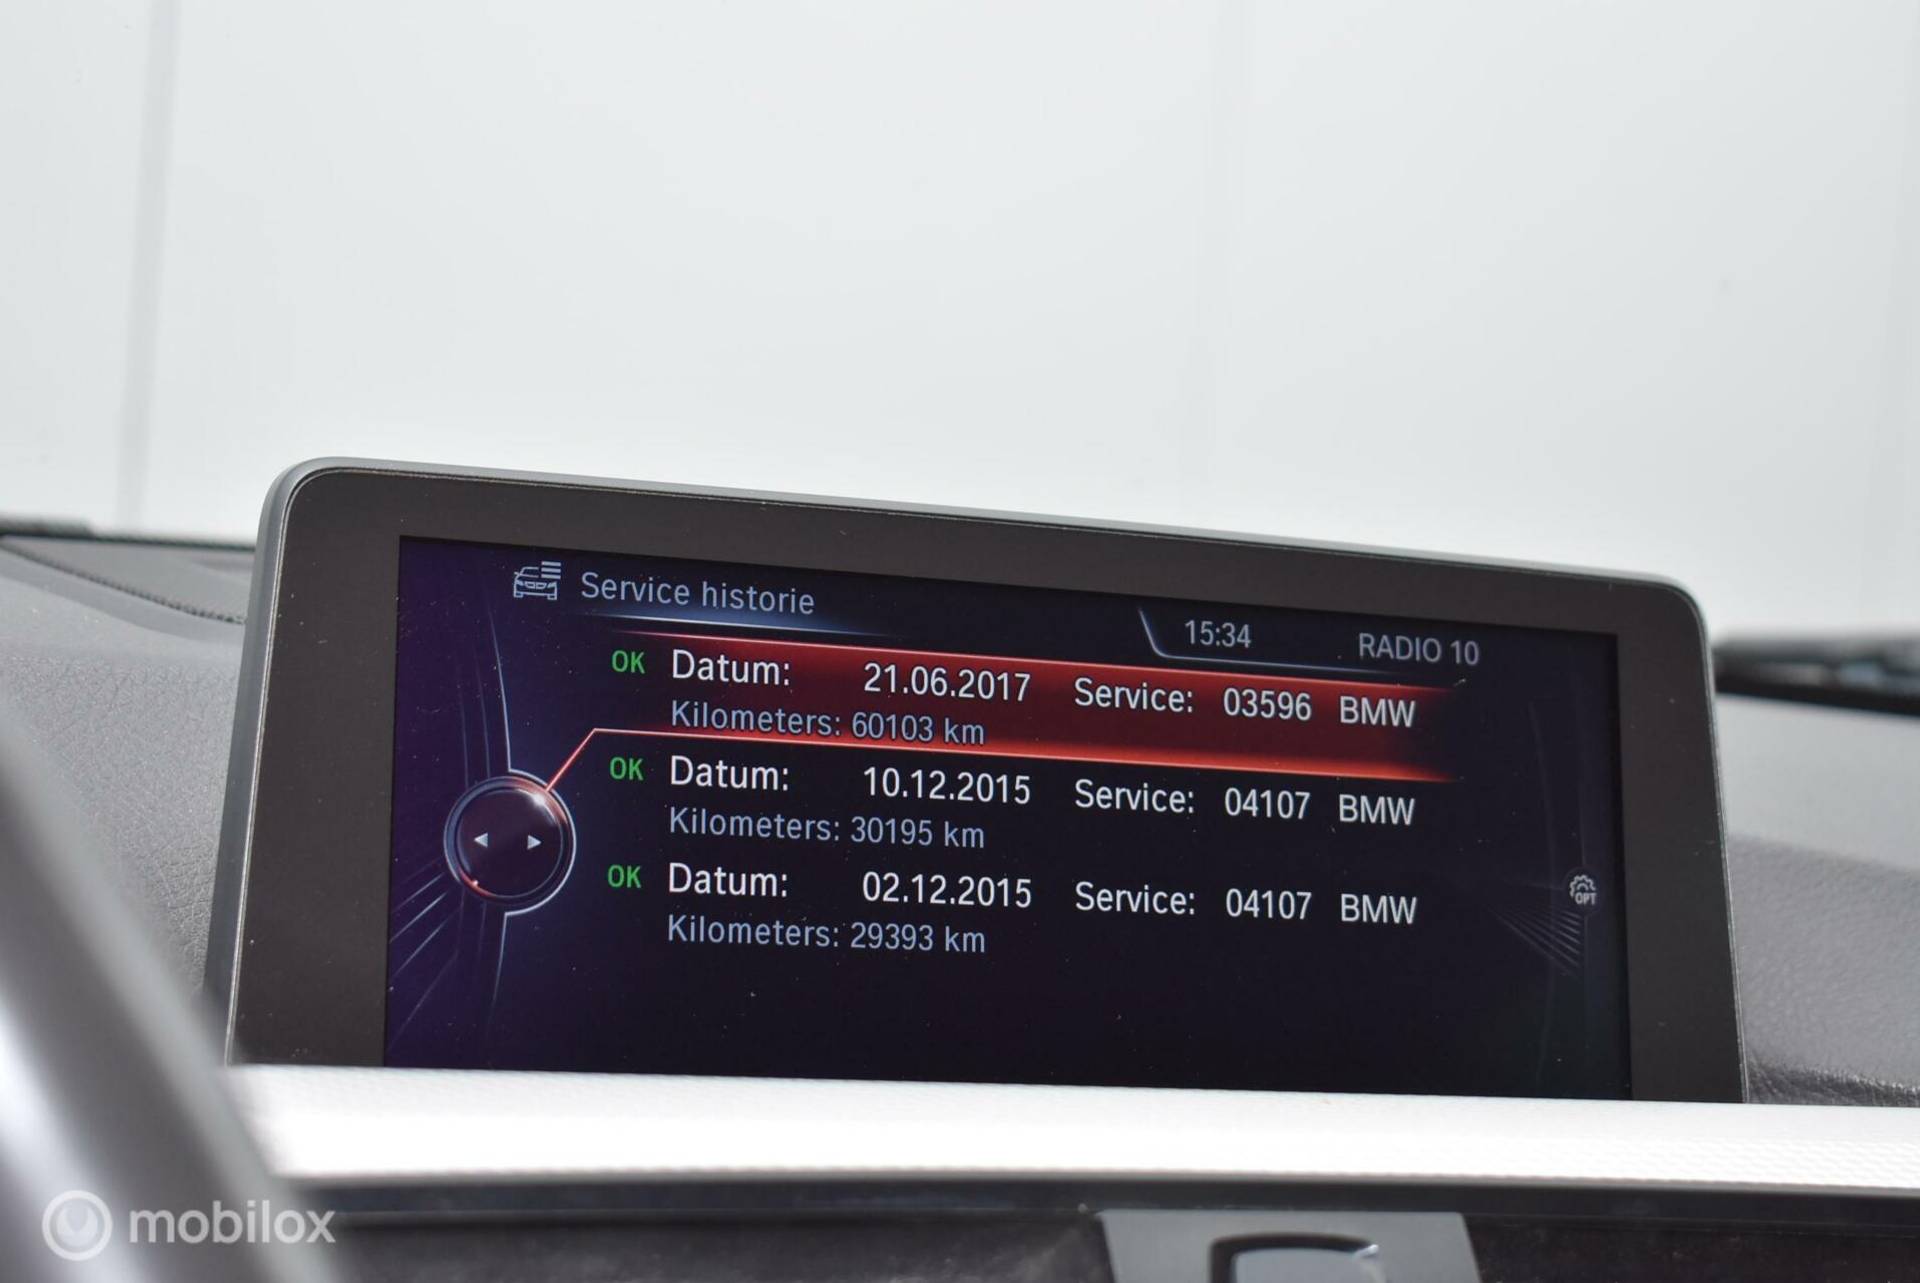 Service historie
15:34 RADIO 10
OK Datum: 21.06.2017 Service: 03596 BMW
Kilometers: 60103 km
OK Datum: 10.12.2015 Service: 04107 BMW
Kilometers: 30195 km
OK Datum: 02.12.2015 Service: 04107 BMW
Kilometers: 29393 km
OPT
mobilox